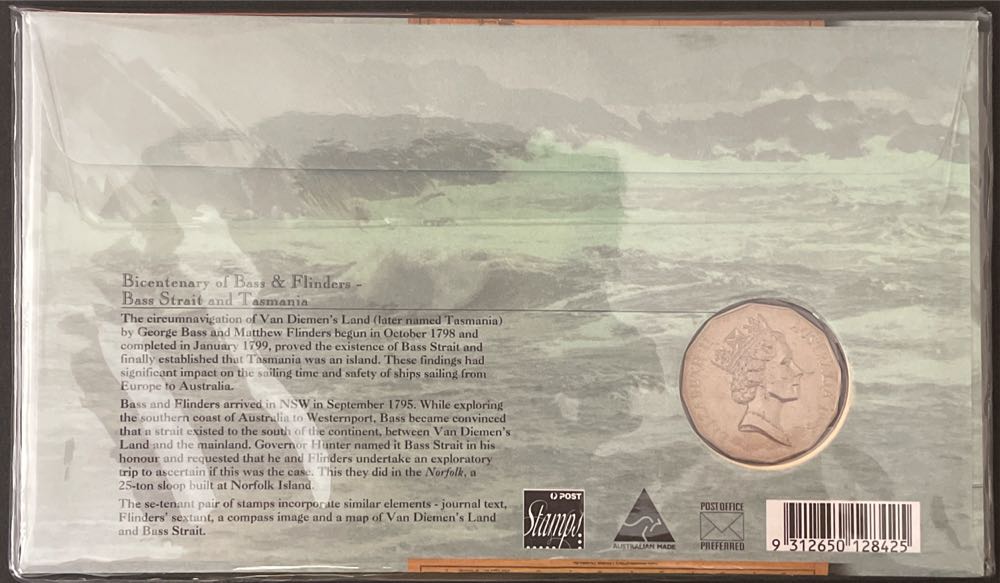 Bicentenary of Bass & Flinders -
Bass Strait and Tasmania
The circumnavigation of Van Diemen's Land (later named Tasmania)
by George Bass and Matthew Flinders begun in October 1798 and
completed in January 1799, proved the existence of Bass Strait and
finally established that Tasmania was an island. These findings had
significant impact on the sailing time and safety of ships sailing from
Europe to Australia.
Bass and Flinders arrived in NSW in September 1795. While exploring
the southern coast of Australia to Westernport, Bass became convinced
that a strait existed to the south of the continent, between Van Diemen's
Land and the mainland. Governor Hunter named it Bass Strait in his
honour and requested that he and Flinders undertake an exploratory
trip to ascertain if this was the case. This they did in the Norfolk, a
25-ton sloop built at Norfolk Island.
The se-tenant pair of stamps incorporate similar elements - journal text,
Flinders' sextant, a compass image and a map of Van Diemen's Land
and Bass Strait.
POST
Stamps!
AUSTRALIAN MADE
POST OFFICE
PREFERRED
9 312650 128425